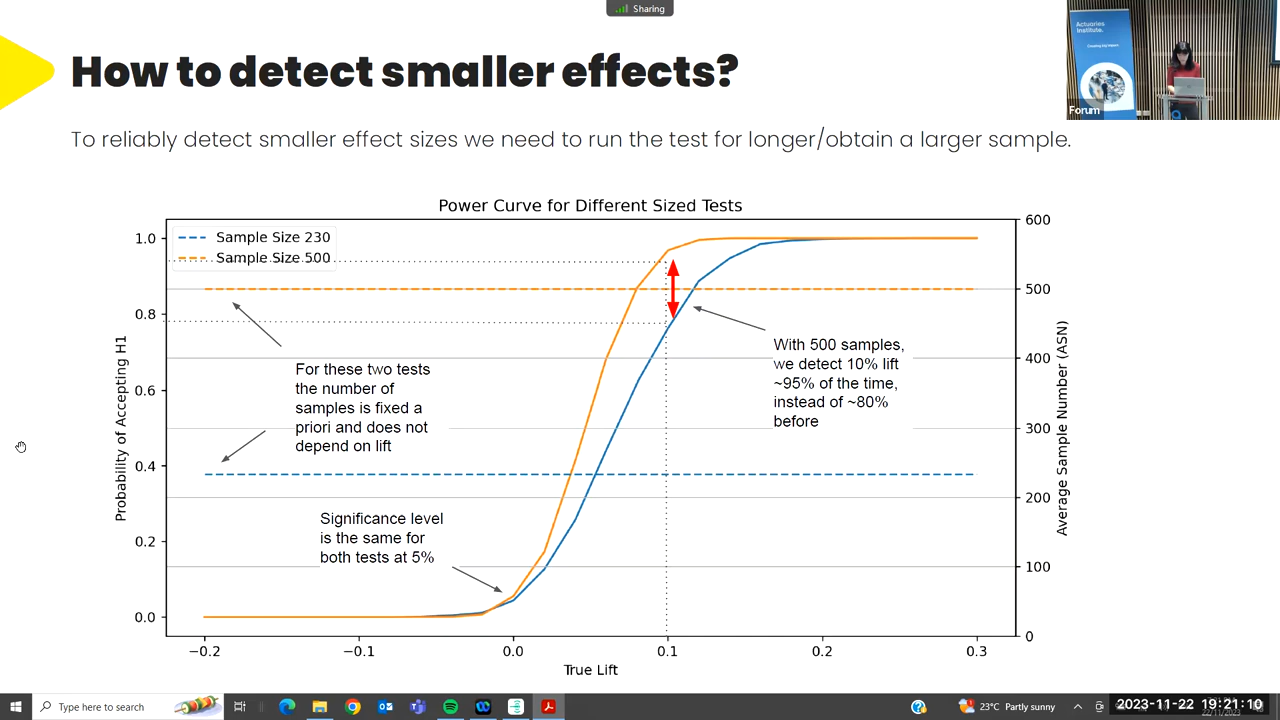 Sharing
How to detect smaller effects?
To reliably detect smaller effect sizes we need to run the test for longer/obtain a larger sample.
Actuaries
Institute.
Forum
Power Curve for Different Sized Tests
Sample Size 230
Sample Size 500
1.0
0.8
0.6
0.4
0.2
0.0
Probability of Accepting H1
600
500
400
300
200
100
0
Average Sample Number (ASN)
For these two tests
the number of
samples is fixed a
priori and does not
depend on lift
With 500 samples,
we detect 10% lift
~95% of the time,
instead of ~80%
before
Significance level
is the same for
both tests at 5%
−0.2
−0.1
0.0
0.1
0.2
0.3
True Lift
Type here to search
23°C Partly sunny
2023-11-22 19:21:10